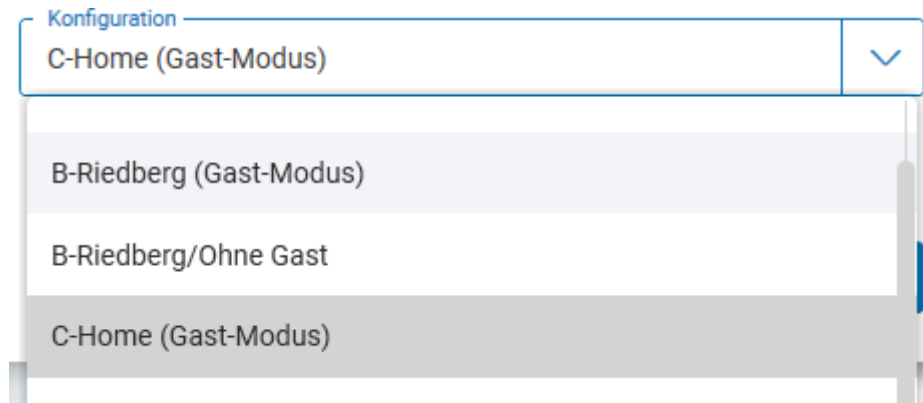 Konfiguration
C-Home (Gast-Modus)
B-Riedberg (Gast-Modus)
B-Riedberg/Ohne Gast
C-Home (Gast-Modus)